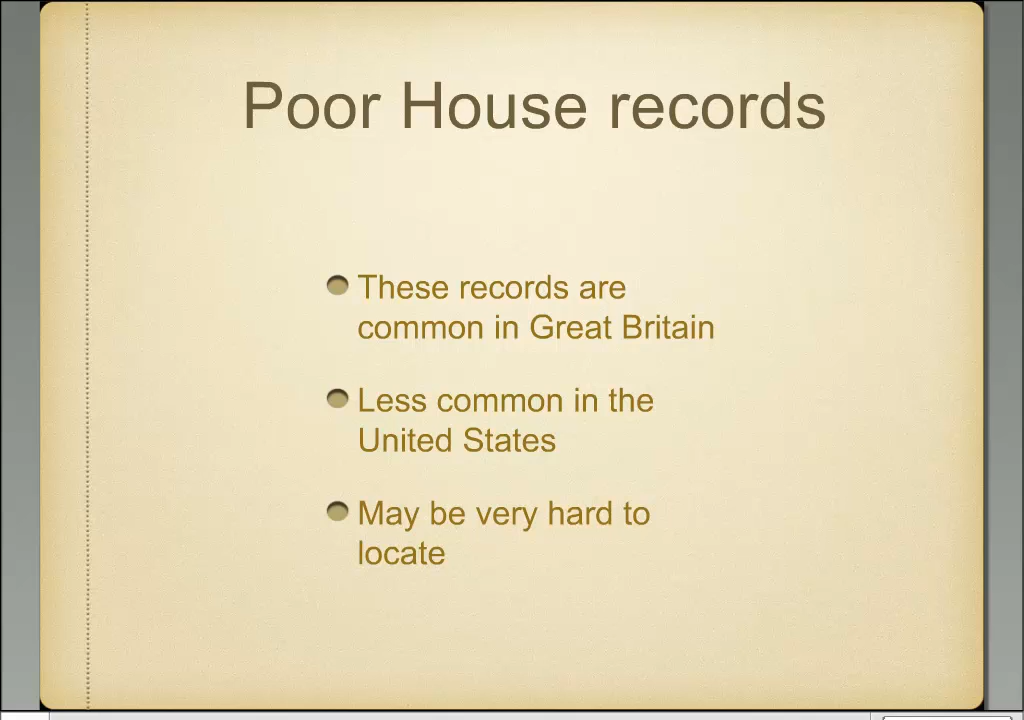 Poor House records
These records are
common in Great Britain
Less common in the
United States
May be very hard to
locate